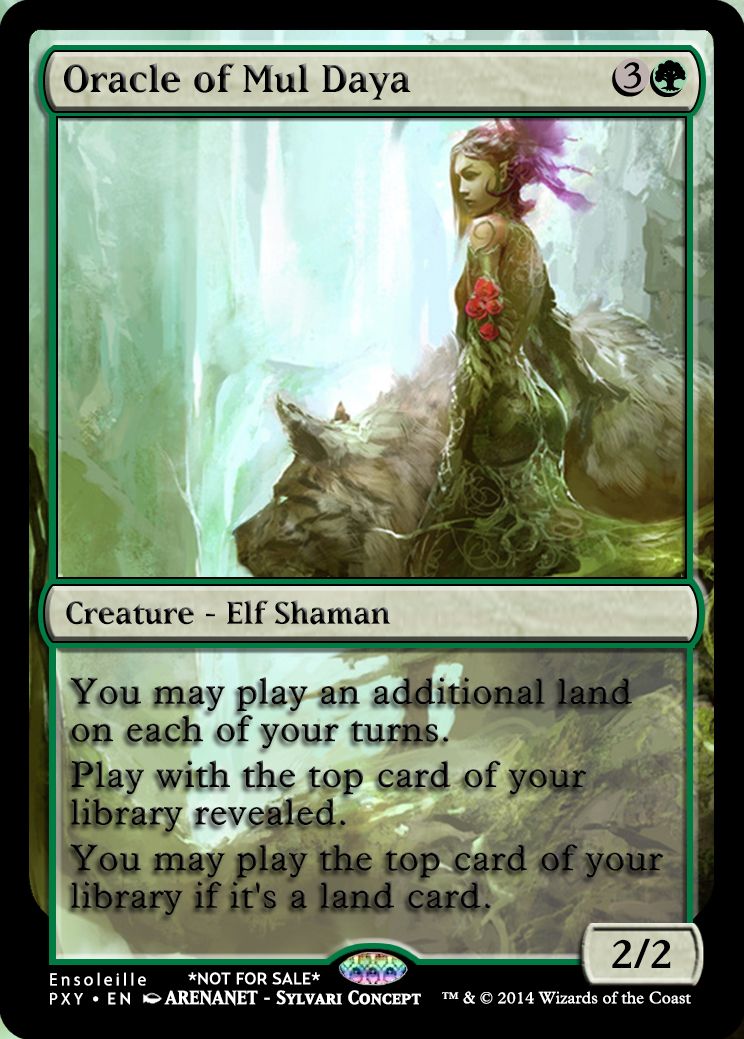 Oracle of Mul Daya 3
Creature - Elf Shaman
You may play an additional land
on each of your turns.
Play with the top card of your
library revealed.
You may play the top card of your
library if it's a land card.
2/2
Ensoleille *NOT FOR SALE*
PXY • EN ARENANET - SYLVARI CONCEPT ™ & © 2014 Wizards of the Coast